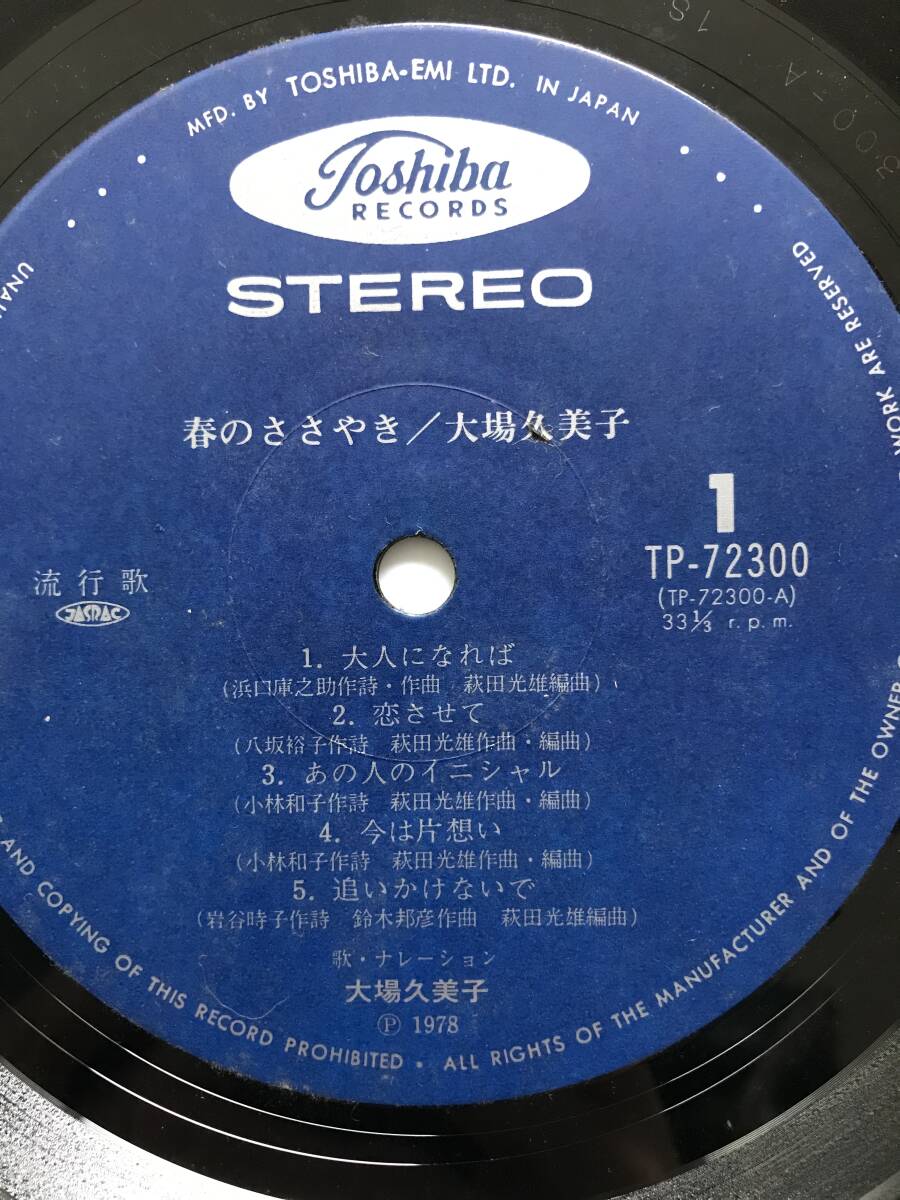 MFD. BY TOSHIBA-EMI LTD. IN JAPAN
Toshiba
RECORDS
STEREO
春のささやき／大場久美子
1
TP-72300
(TP-72300-A)
33⅓ r.p.m.
流行歌
JASRAC
1. 大人になれば
(浜口庫之助作詩・作曲 萩田光雄編曲)
2. 恋させて
(八坂裕子作詩 萩田光雄作曲・編曲)
3. あの人のイニシャル
(小林和子作詩 萩田光雄作曲・編曲)
4. 今は片想い
(小林和子作詩 萩田光雄作曲・編曲)
5. 追いかけないで
(岩谷時子作詩 鈴木邦彦作曲 萩田光雄編曲)
歌・ナレーション
大場久美子
Ⓟ 1978
AND COPYING OF THIS RECORD PROHIBITED • ALL RIGHTS OF THE MANUFACTURER AND OF THE OWNER
WORK ARE RESERVED